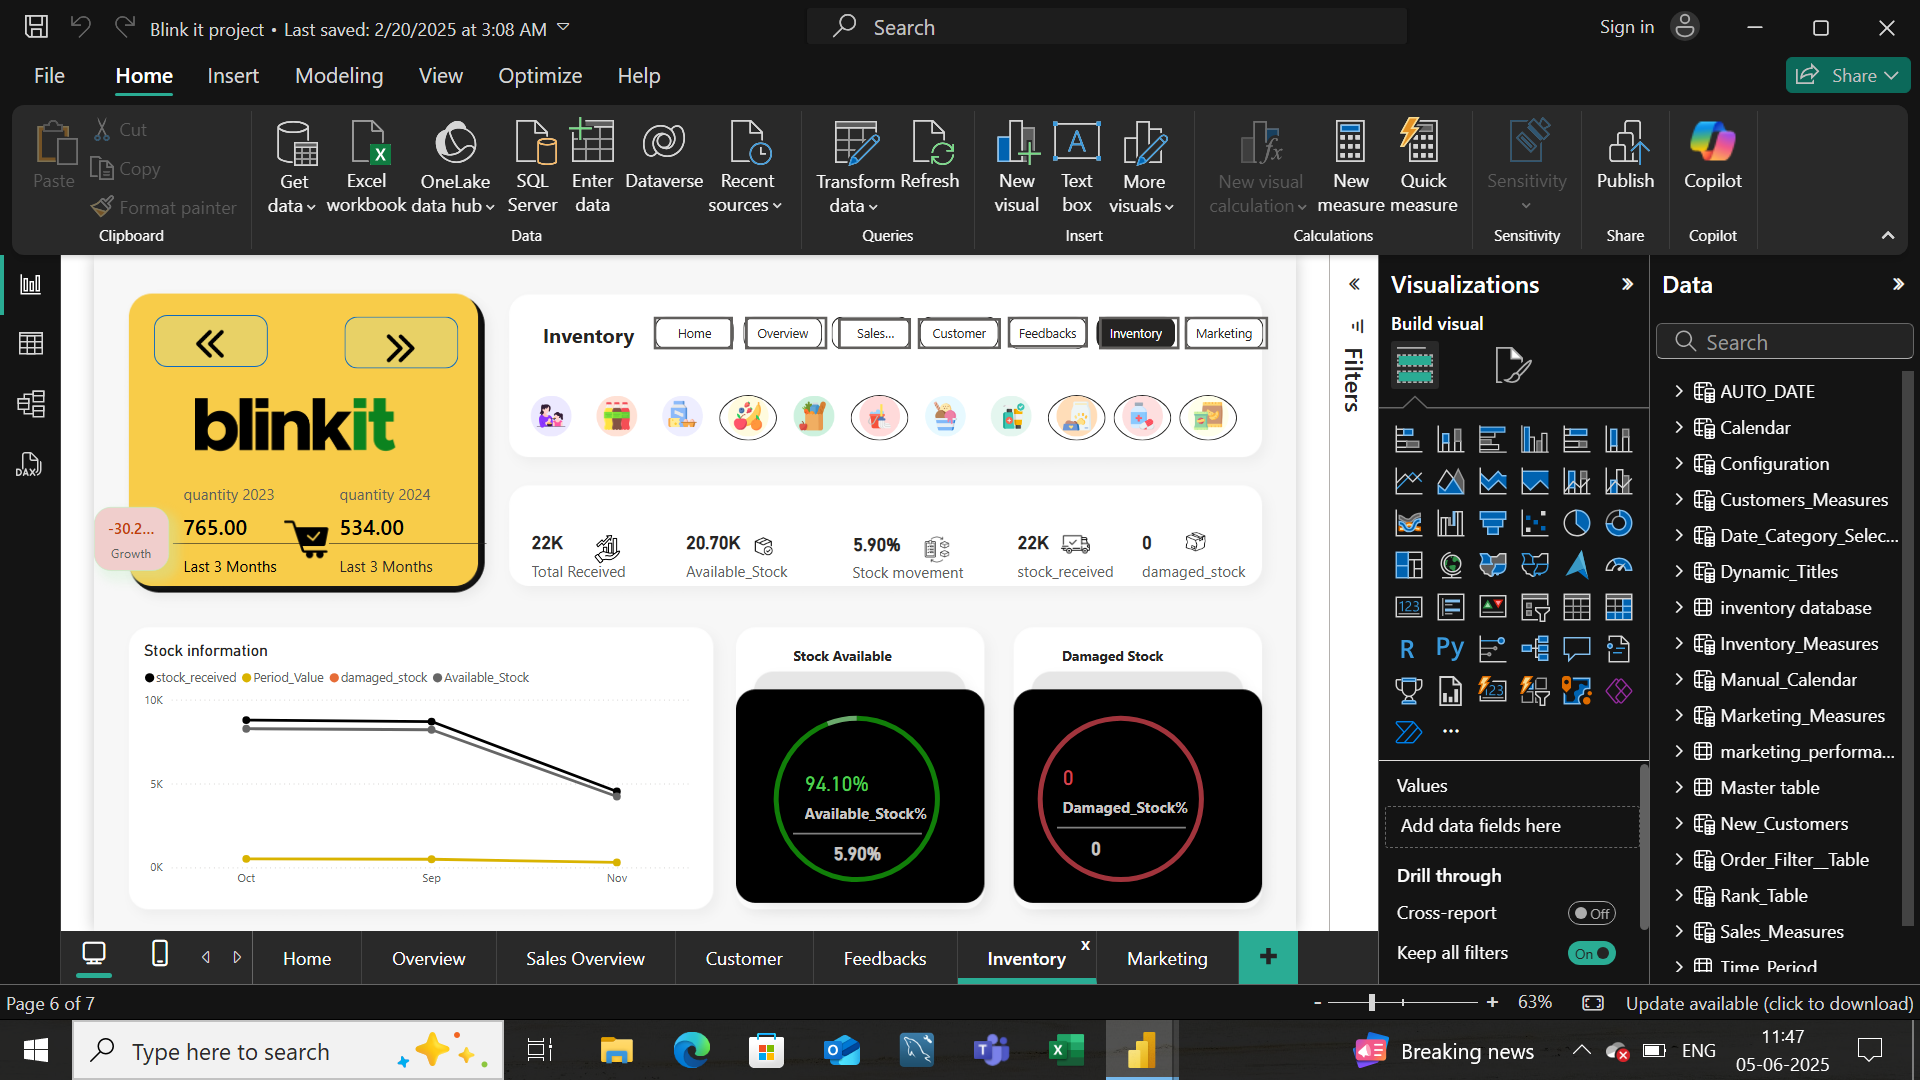 Blink it project • Last saved: 2/20/2025 at 3:08 AM
Search
Sign in
File
Home
Insert
Modeling
View
Optimize
Help
Share
Paste
Cut
Copy
Format painter
Clipboard
Get data
Excel workbook
OneLake data hub
SQL Server
Enter data
Dataverse
Recent sources
Data
Transform data
Refresh
Queries
New visual
Text box
More visuals
Insert
New visual calculation
New measure
Quick measure
Calculations
Sensitivity
Sensitivity
Publish
Share
Copilot
Copilot
DAX
blinkit
quantity 2023
quantity 2024
765.00
534.00
Last 3 Months
Last 3 Months
-30.2...
Growth
Inventory
Home
Overview
Sales...
Customer
Feedbacks
Inventory
Marketing
22K
Total Received
20.70K
Available_Stock
5.90%
Stock movement
22K
stock_received
0
damaged_stock
Stock information
stock_received
Period_Value
damaged_stock
Available_Stock
10K
5K
0K
Oct
Sep
Nov
Stock Available
94.10%
Available_Stock%
5.90%
Damaged Stock
0
Damaged_Stock%
0
Filters
Visualizations
Build visual
123
R
Py
123
Values
Add data fields here
Drill through
Cross-report
Off
Keep all filters
On
Data
Search
AUTO_DATE
Calendar
Configuration
Customers_Measures
Date_Category_Selec...
Dynamic_Titles
inventory database
Inventory_Measures
Manual_Calendar
Marketing_Measures
marketing_performa...
Master table
New_Customers
Order_Filter__Table
Rank_Table
Sales_Measures
Time_Period
Home
Overview
Sales Overview
Customer
Feedbacks
Inventory
Marketing
Page 6 of 7
63%
Update available (click to download)
Type here to search
Breaking news
ENG
11:47
05-06-2025